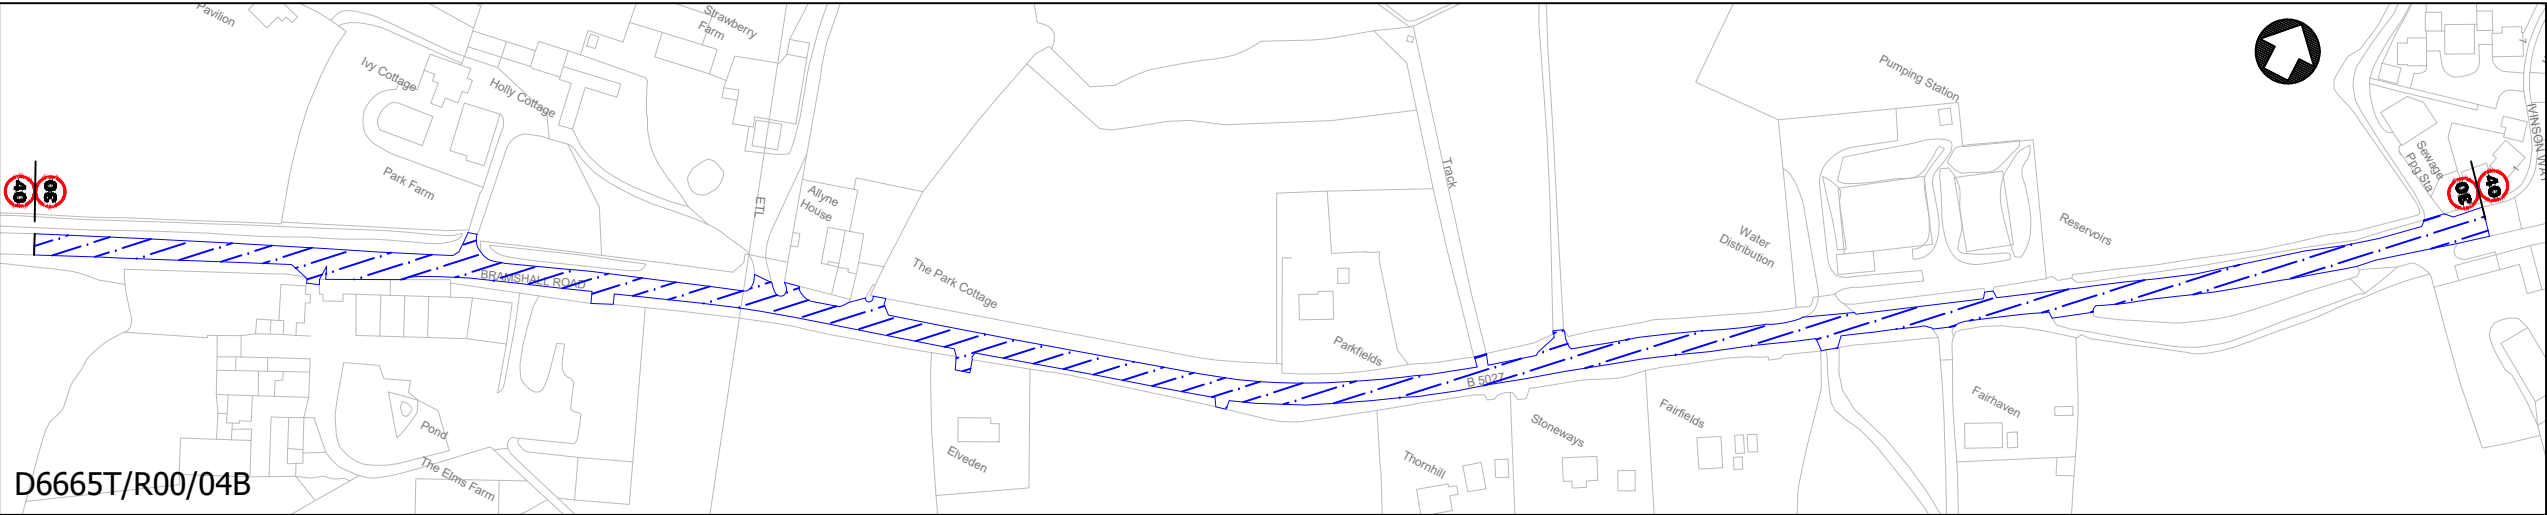 Pavilion
Strawberry
Farm
Ivy Cottage
Holly Cottage
Park Farm
40
30
BRAMSHALL ROAD
ETL
Allyne
House
The Park Cottage
Pond
The Elms Farm
Elveden
Parkfields
Track
B 5027
Thornhill
Stoneways
Fairfields
Fairhaven
Pumping Station
Water
Distribution
Reservoirs
Sewage
Ppg Sta
30
40
D6665T/R00/04B